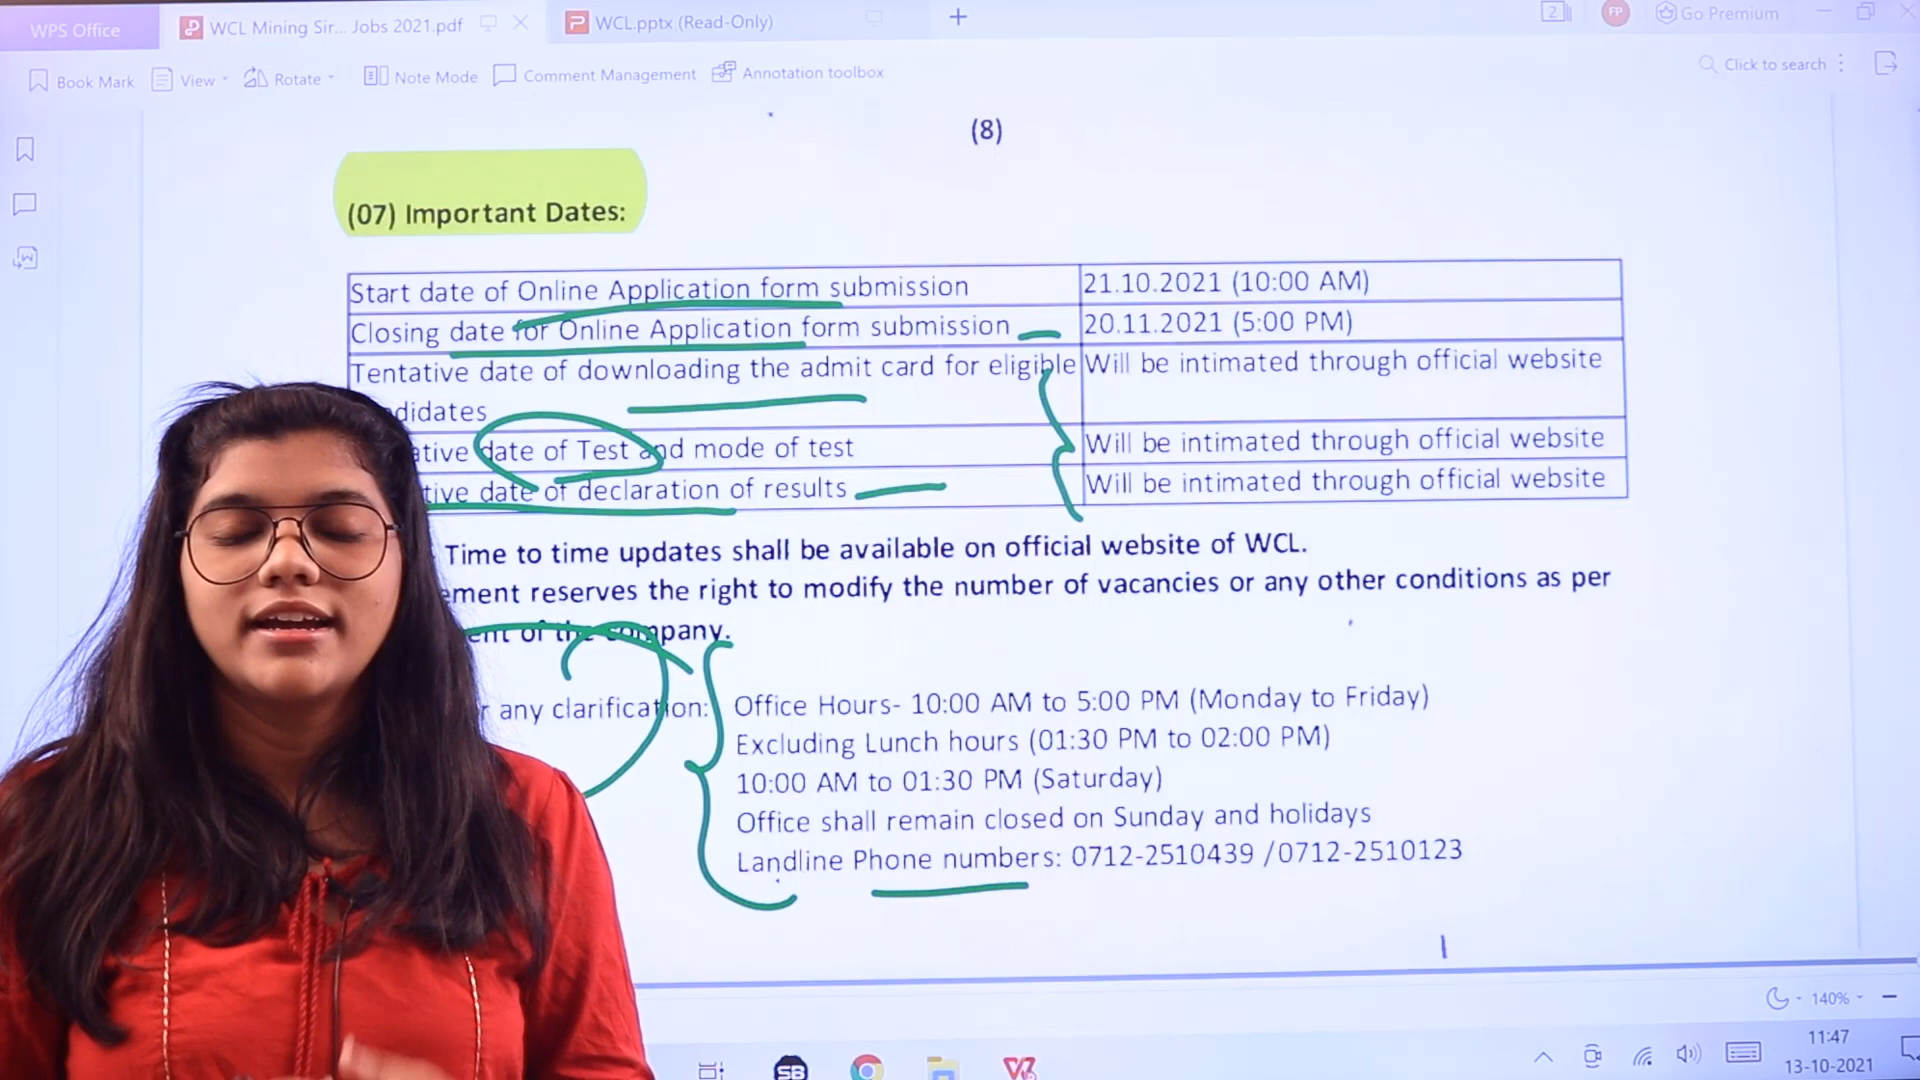 WPS Office
WCL Mining Sir... Jobs 2021.pdf
WCL.pptx (Read-Only)
+
2
FP
Go Premium
Book Mark
View
Rotate
Note Mode
Comment Management
Annotation toolbox
Click to search
(8)
(07) Important Dates:
Start date of Online Application form submission 21.10.2021 (10:00 AM)
Closing date for Online Application form submission 20.11.2021 (5:00 PM)
Tentative date of downloading the admit card for eligible Will be intimated through official website
didates
ative date of Test and mode of test Will be intimated through official website
tive date of declaration of results Will be intimated through official website
Time to time updates shall be available on official website of WCL.
ement reserves the right to modify the number of vacancies or any other conditions as per
ent of the company.
r any clarification: Office Hours- 10:00 AM to 5:00 PM (Monday to Friday)
Excluding Lunch hours (01:30 PM to 02:00 PM)
10:00 AM to 01:30 PM (Saturday)
Office shall remain closed on Sunday and holidays
Landline Phone numbers: 0712-2510439 /0712-2510123
140%
SB
11:47
13-10-2021